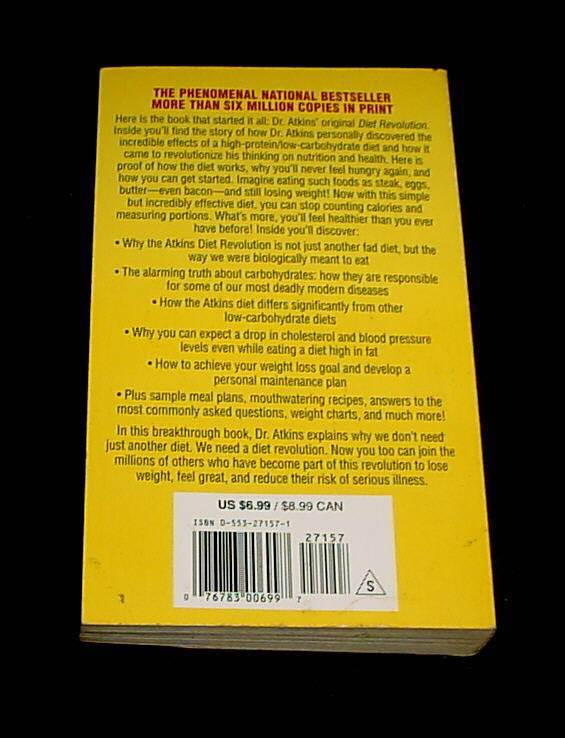 THE PHENOMENAL NATIONAL BESTSELLER
MORE THAN SIX MILLION COPIES IN PRINT
Here is the book that started it all: Dr. Atkins' original Diet Revolution.
Inside you'll find the story of how Dr. Atkins personally discovered the
incredible effects of a high-protein/low-carbohydrate diet and how it
came to revolutionize his thinking on nutrition and health. Here is
proof of how the diet works, why you'll never feel hungry again, and
how you can get started. Imagine eating such foods as steak, eggs,
butter—even bacon—and still losing weight! Now with this simple
but incredibly effective diet, you can stop counting calories and
measuring portions. What's more, you'll feel healthier than you ever
have before! Inside you'll discover:
• Why the Atkins Diet Revolution is not just another fad diet, but the
way we were biologically meant to eat
• The alarming truth about carbohydrates: how they are responsible
for some of our most deadly modern diseases
• How the Atkins diet differs significantly from other
low-carbohydrate diets
• Why you can expect a drop in cholesterol and blood pressure
levels even while eating a diet high in fat
• How to achieve your weight loss goal and develop a
personal maintenance plan
• Plus sample meal plans, mouthwatering recipes, answers to the
most commonly asked questions, weight charts, and much more!
In this breakthrough book, Dr. Atkins explains why we don't need
just another diet. We need a diet revolution. Now you too can join the
millions of others who have become part of this revolution to lose
weight, feel great, and reduce their risk of serious illness.
US $6.99 / $8.99 CAN
ISBN 0-553-27157-1
27157
0 76783 00699 7
S